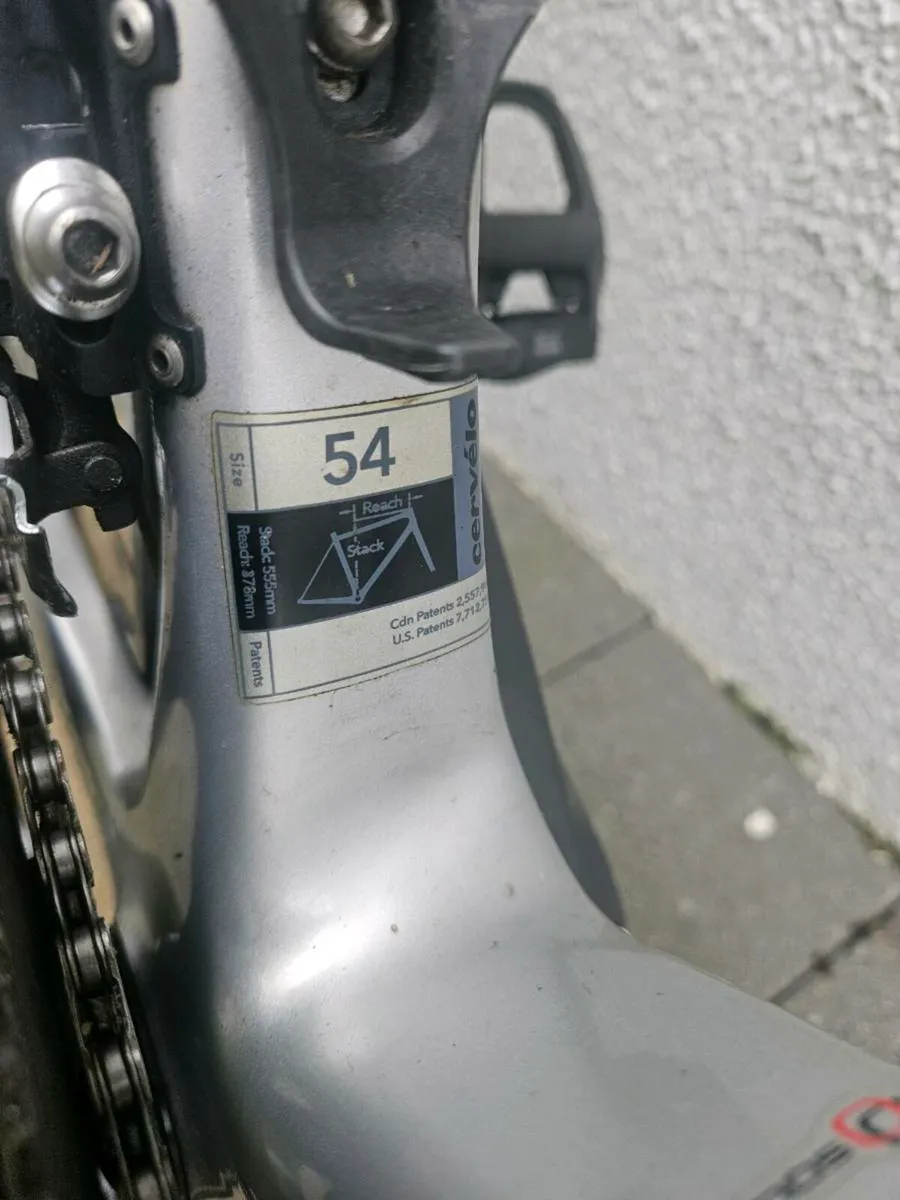 Size
54
cervélo
Reach
Stack
Stack: 555mm
Reach: 378mm
Patents
Cdn Patents
U.S. Patents